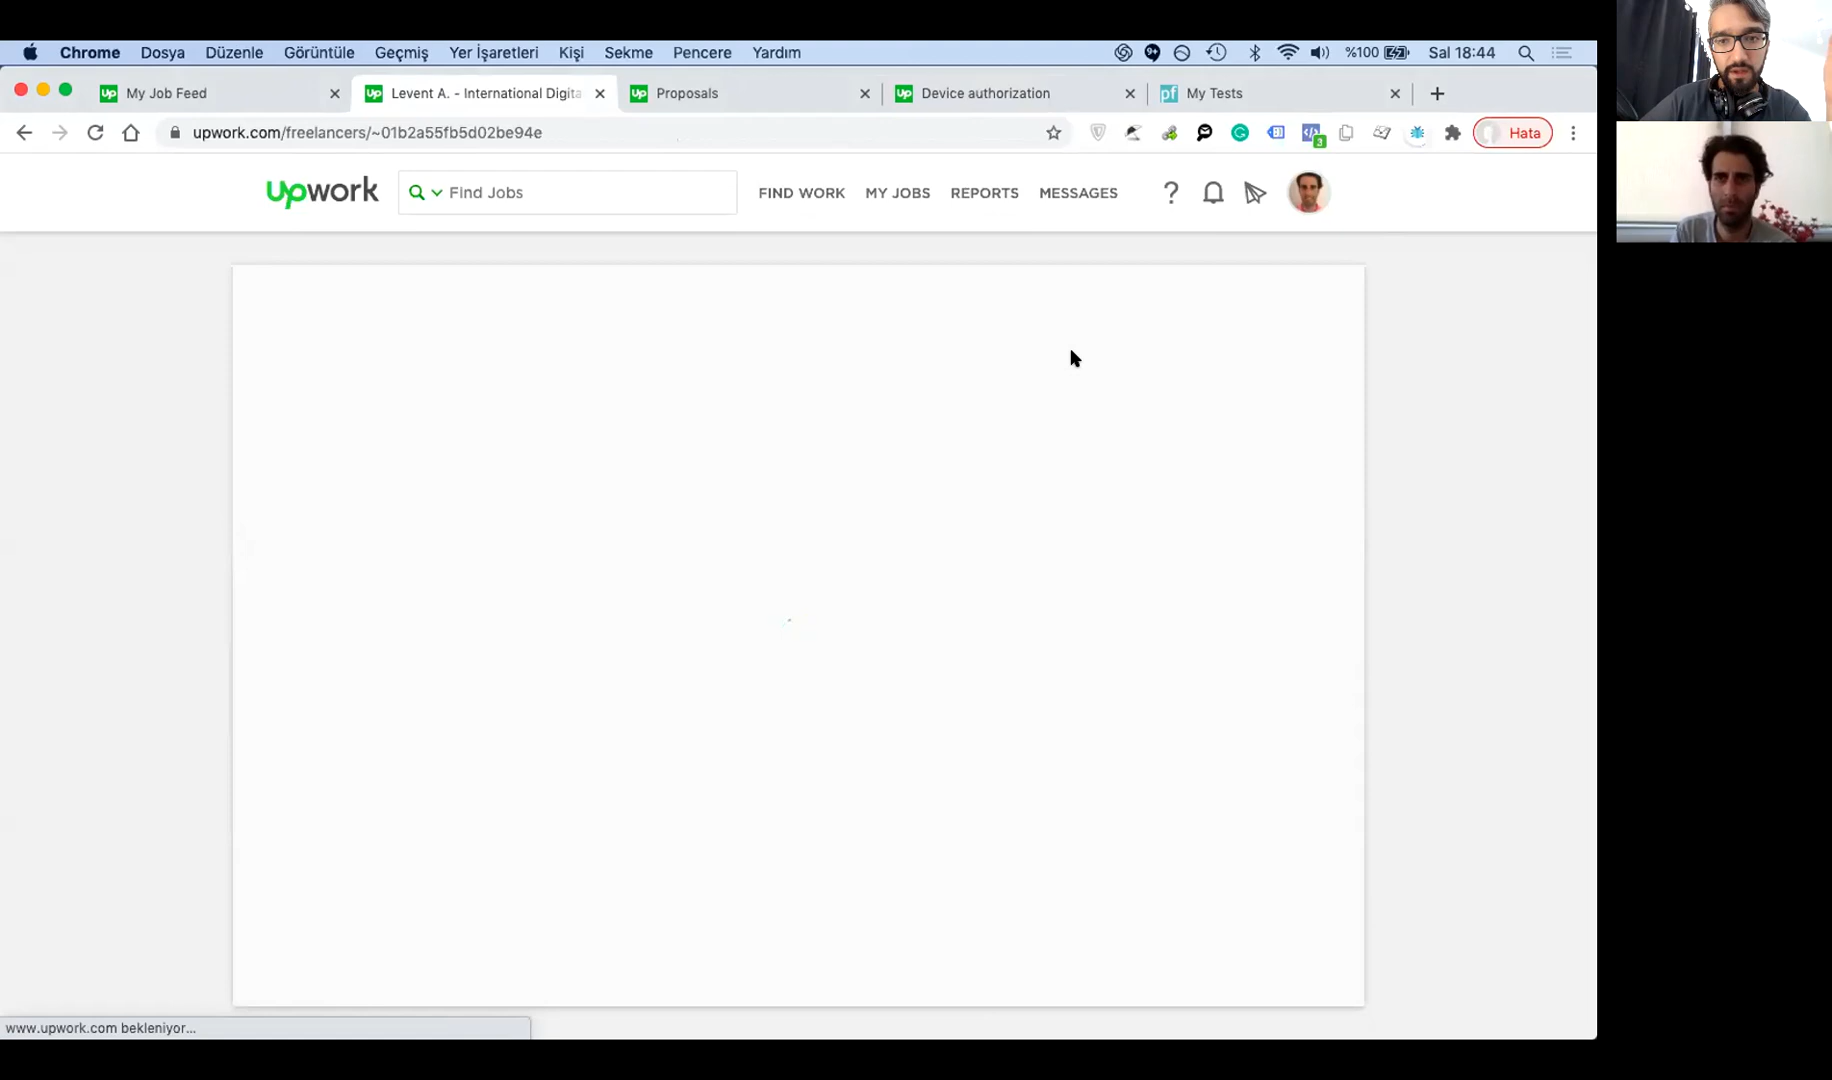 Chrome Dosya Düzenle Görüntüle Geçmiş Yer İşaretleri Kişi Sekme Pencere Yardım %100 Sal 18:44
My Job Feed Levent A. - International Digita Proposals Device authorization pf My Tests
upwork.com/freelancers/~01b2a55fb5d02be94e 3 Hata
upwork Find Jobs FIND WORK MY JOBS REPORTS MESSAGES ?
www.upwork.com bekleniyor...